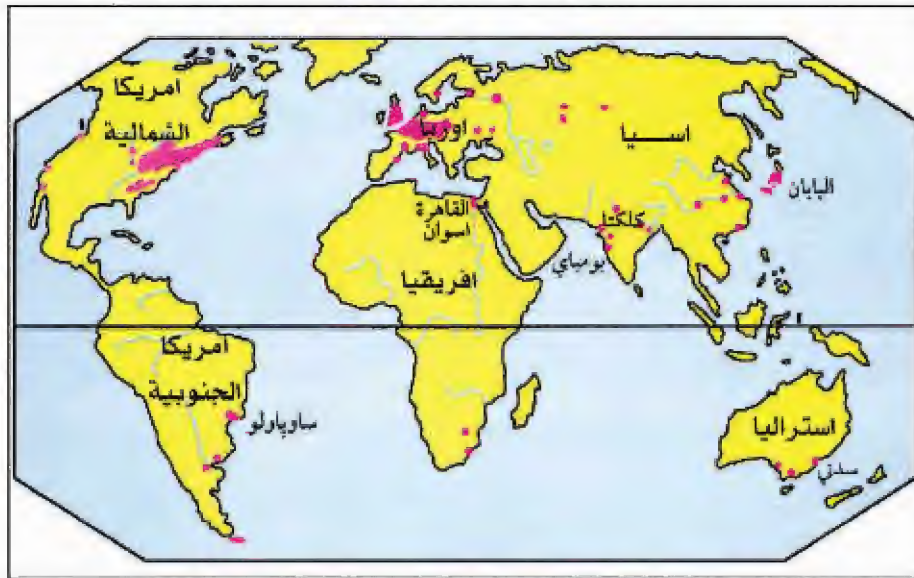 امريكا
الشمالية
اوربا
اسيا
اليابان
القاهرة
اسوان
كلكتا
بومباي
افريقيا
امريكا
الجنوبية
ساوپاولو
استراليا
سدني